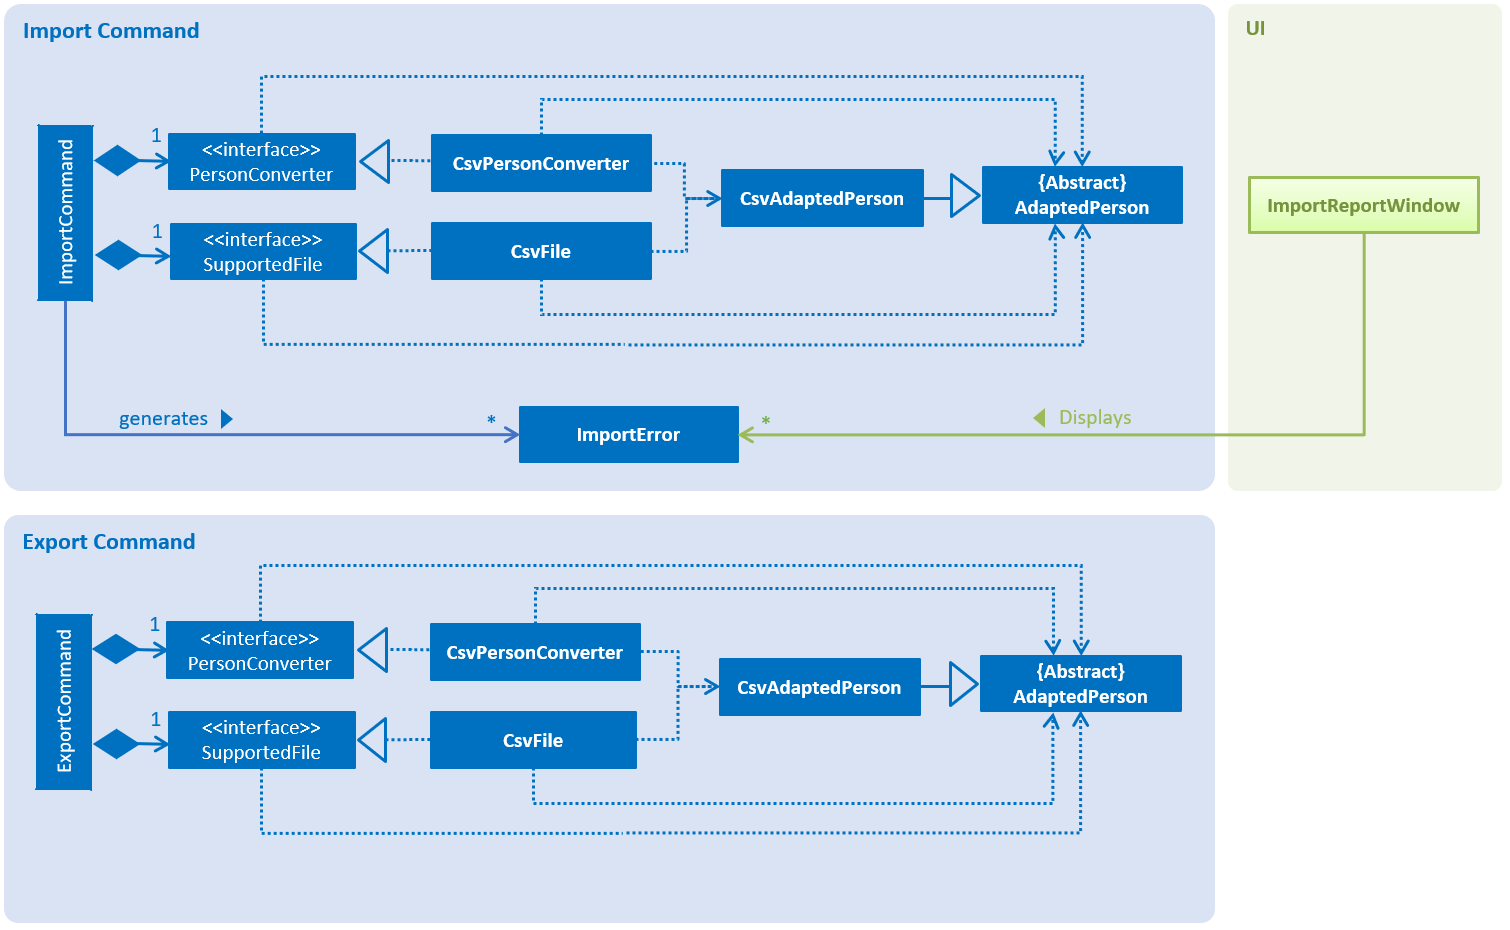 Import Command
UI
ImportCommand
1
<<interface>>
PersonConverter
CsvPersonConverter
CsvAdaptedPerson
{Abstract}
AdaptedPerson
ImportReportWindow
1
<<interface>>
SupportedFile
CsvFile
generates
*
ImportError
*
Displays
Export Command
ExportCommand
1
<<interface>>
PersonConverter
CsvPersonConverter
CsvAdaptedPerson
{Abstract}
AdaptedPerson
1
<<interface>>
SupportedFile
CsvFile